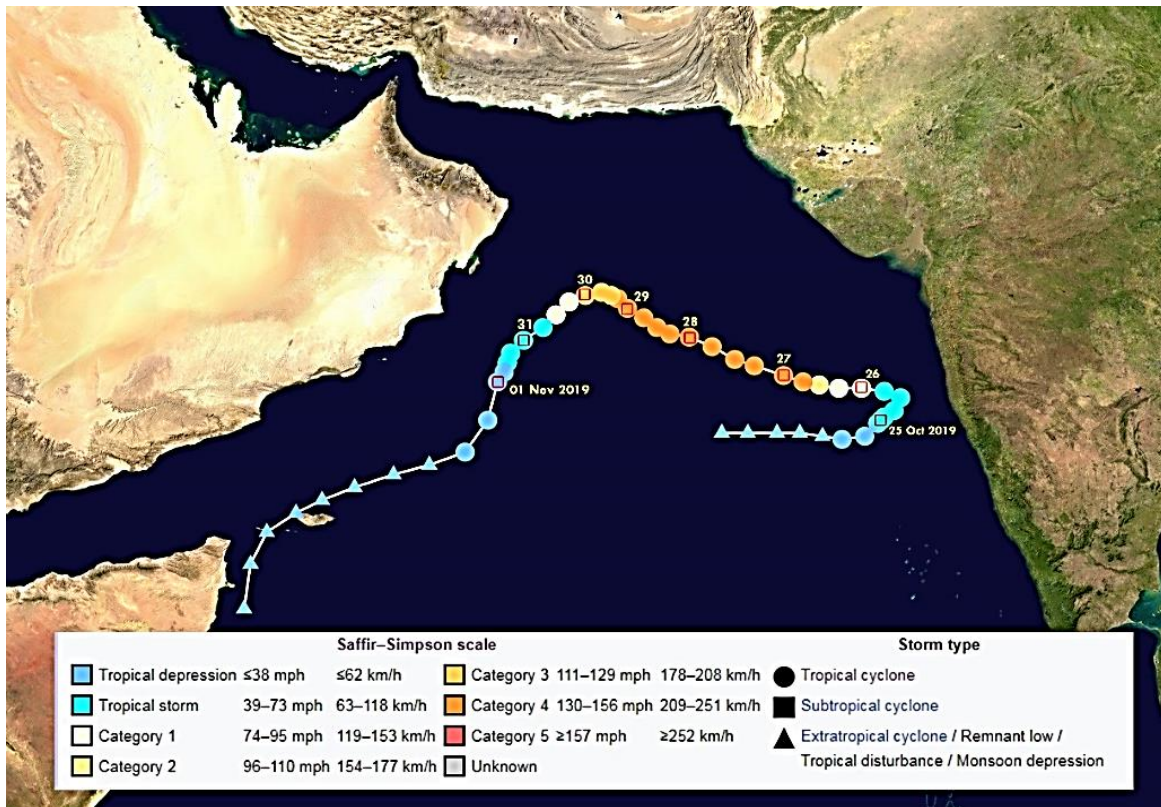 30
29
28
31
27
26
01 Nov 2019
25 Oct 2019
Saffir–Simpson scale
Tropical depression ≤38 mph ≤62 km/h
Tropical storm 39–73 mph 63–118 km/h
Category 1 74–95 mph 119–153 km/h
Category 2 96–110 mph 154–177 km/h
Category 3 111–129 mph 178–208 km/h
Category 4 130–156 mph 209–251 km/h
Category 5 ≥157 mph ≥252 km/h
Unknown
Storm type
Tropical cyclone
Subtropical cyclone
Extratropical cyclone / Remnant low /
Tropical disturbance / Monsoon depression